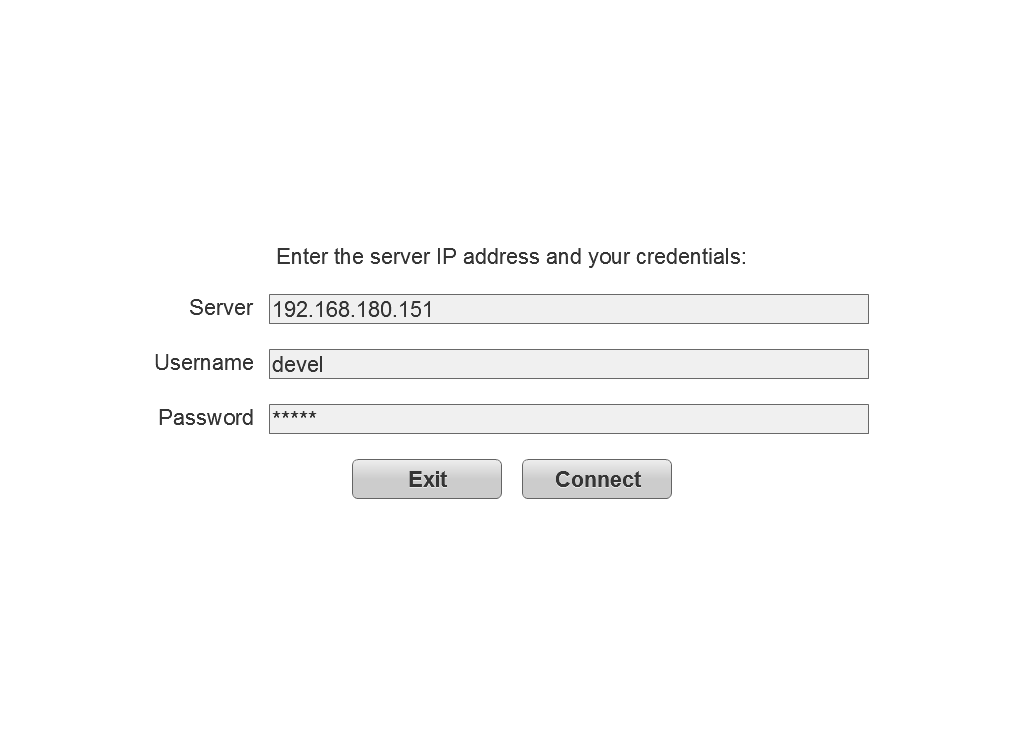 Enter the server IP address and your credentials:
Server 192.168.180.151
Username devel
Password *****
Exit Connect